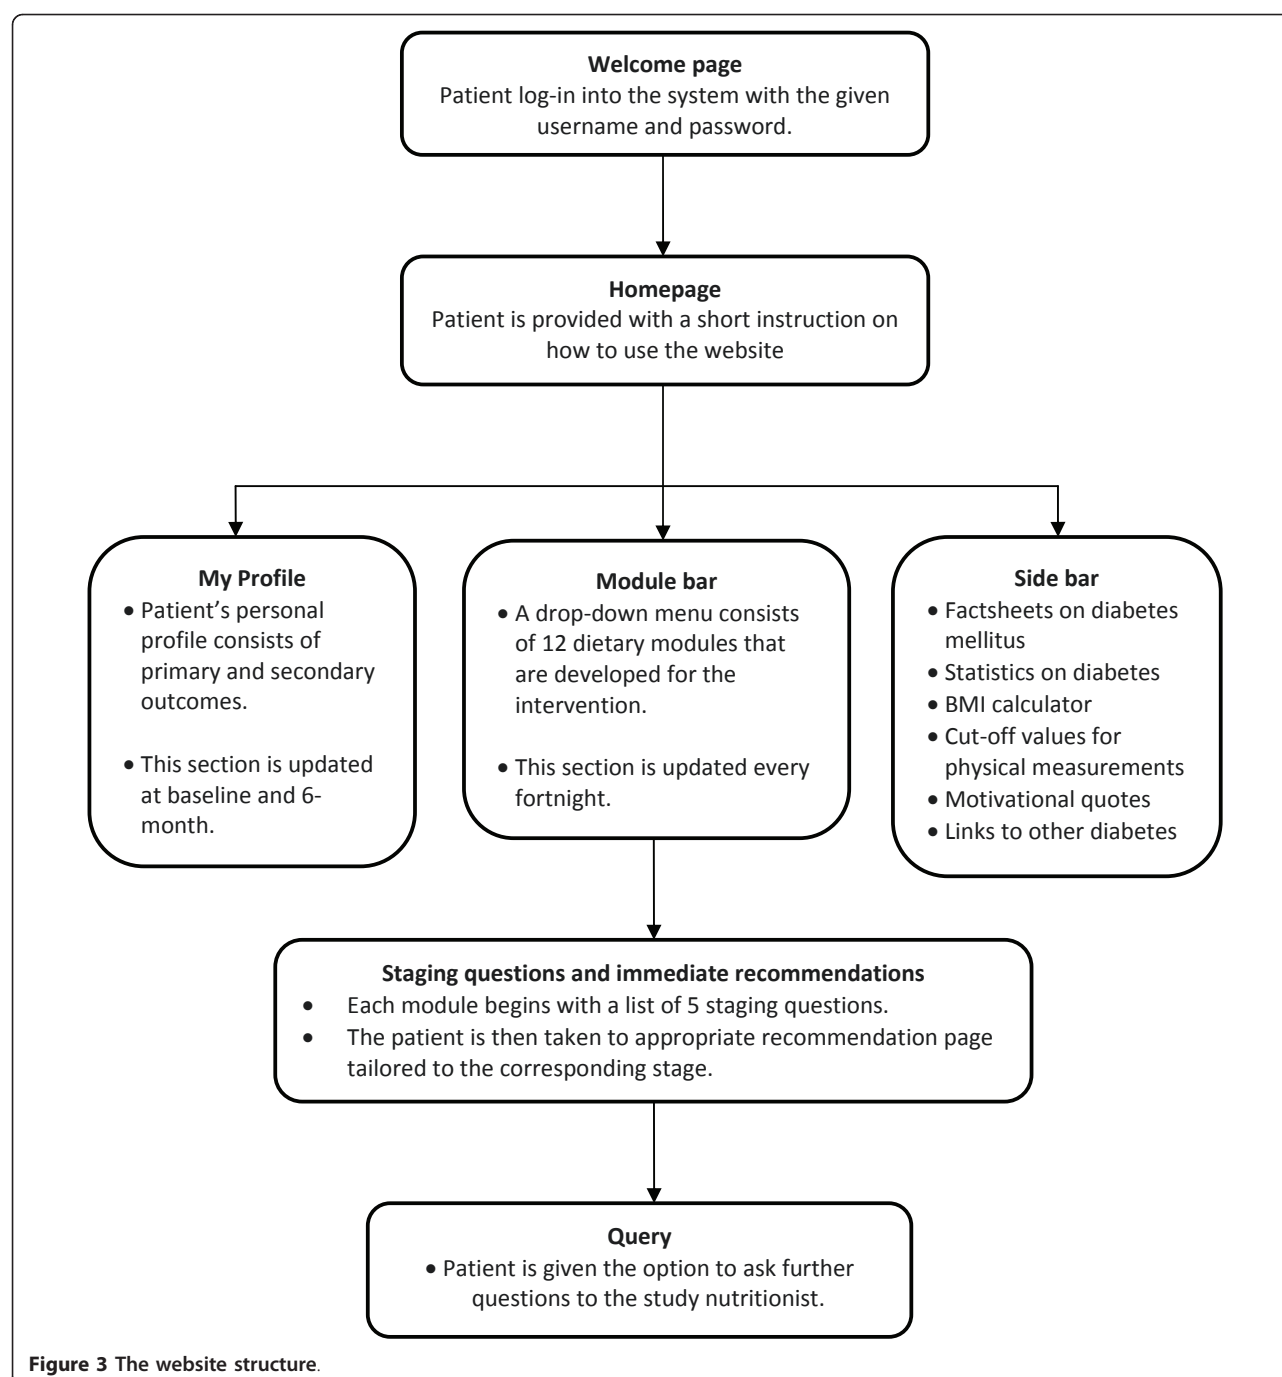 Welcome page
Patient log-in into the system with the given
username and password.
Homepage
Patient is provided with a short instruction on
how to use the website
My Profile
• Patient's personal
profile consists of
primary and secondary
outcomes.
• This section is updated
at baseline and 6-
month.
Module bar
• A drop-down menu consists
of 12 dietary modules that
are developed for the
intervention.
• This section is updated every
fortnight.
Side bar
• Factsheets on diabetes
mellitus
• Statistics on diabetes
• BMI calculator
• Cut-off values for
physical measurements
• Motivational quotes
• Links to other diabetes
Staging questions and immediate recommendations
• Each module begins with a list of 5 staging questions.
• The patient is then taken to appropriate recommendation page
tailored to the corresponding stage.
Query
• Patient is given the option to ask further
questions to the study nutritionist.
Figure 3 The website structure.